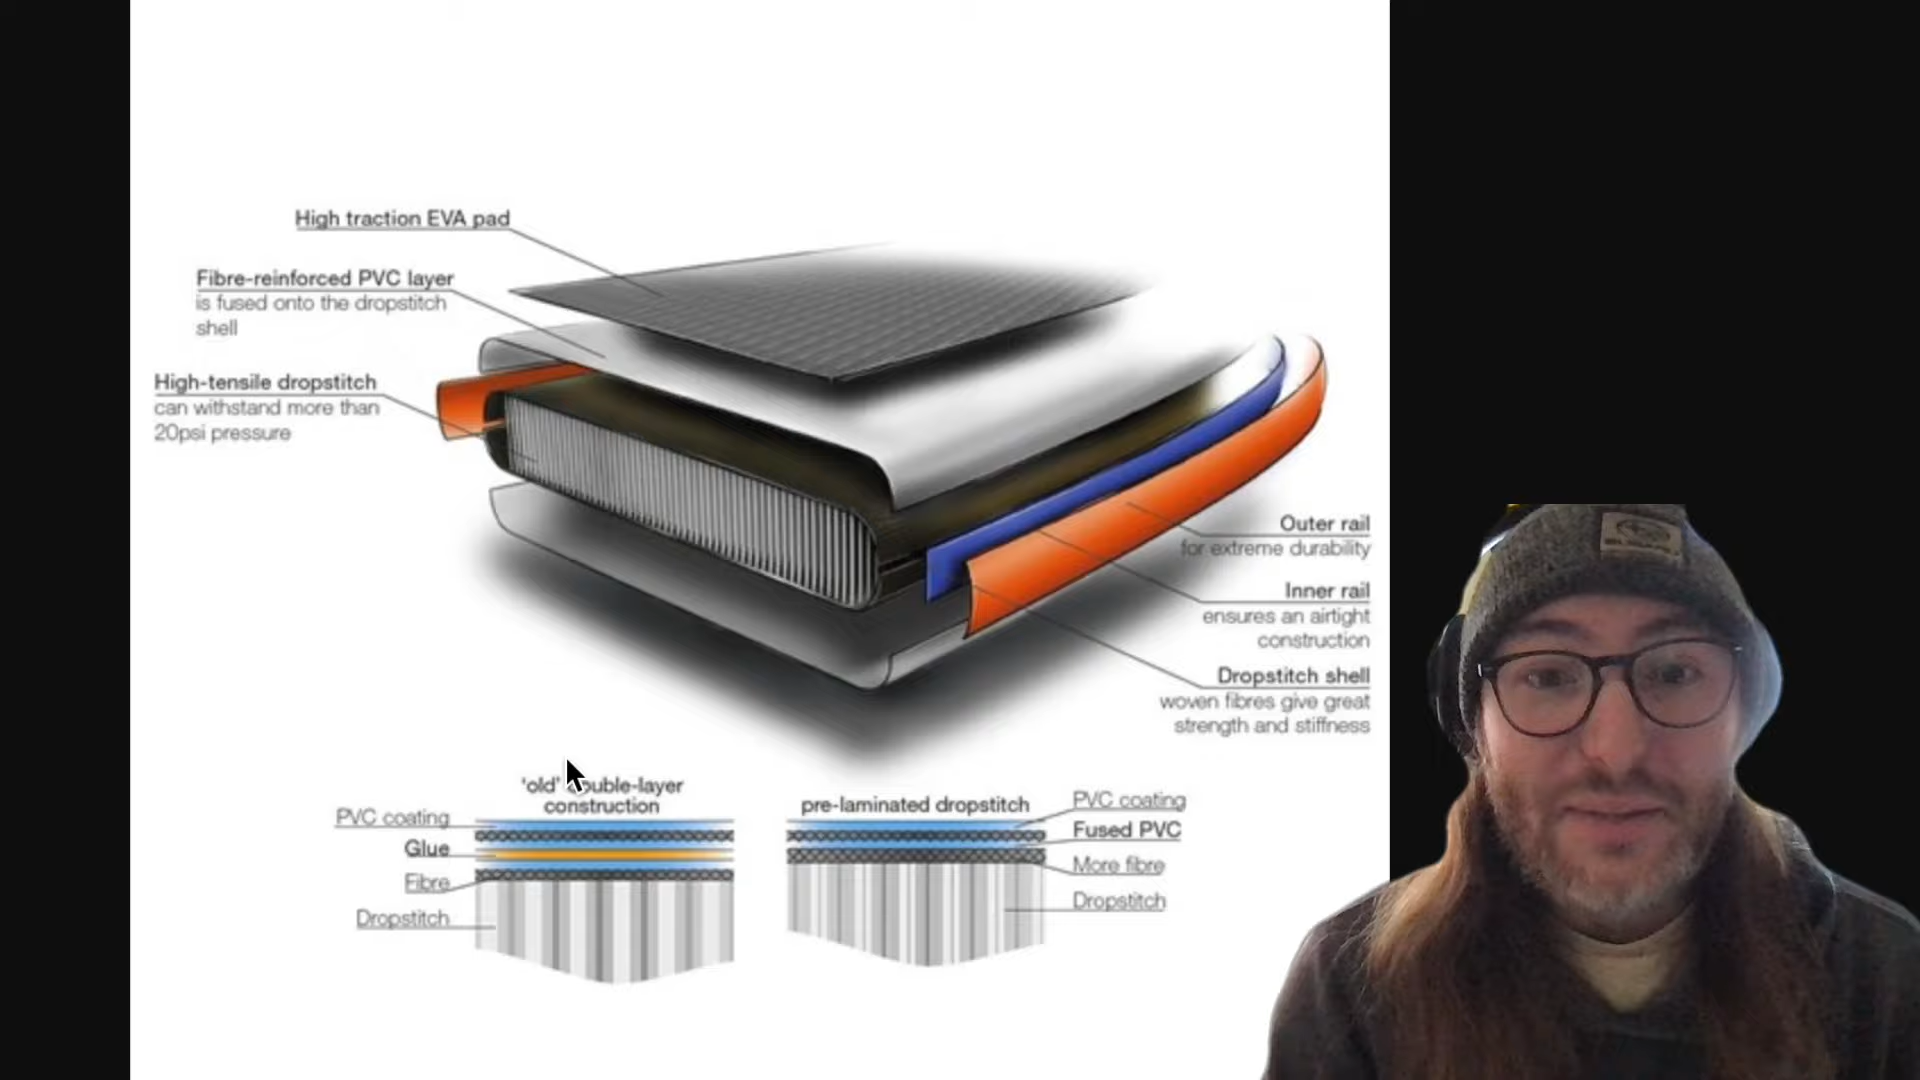 High traction EVA pad
Fibre-reinforced PVC layer
is fused onto the dropstitch
shell
High-tensile dropstitch
can withstand more than
20psi pressure
Outer rail
for extreme durability
Inner rail
ensures an airtight
construction
Dropstitch shell
woven fibres give great
strength and stiffness
'old' ouble-layer
construction
PVC coating
Glue
Fibre
Dropstitch
pre-laminated dropstitch
PVC coating
Fused PVC
More fibre
Dropstitch